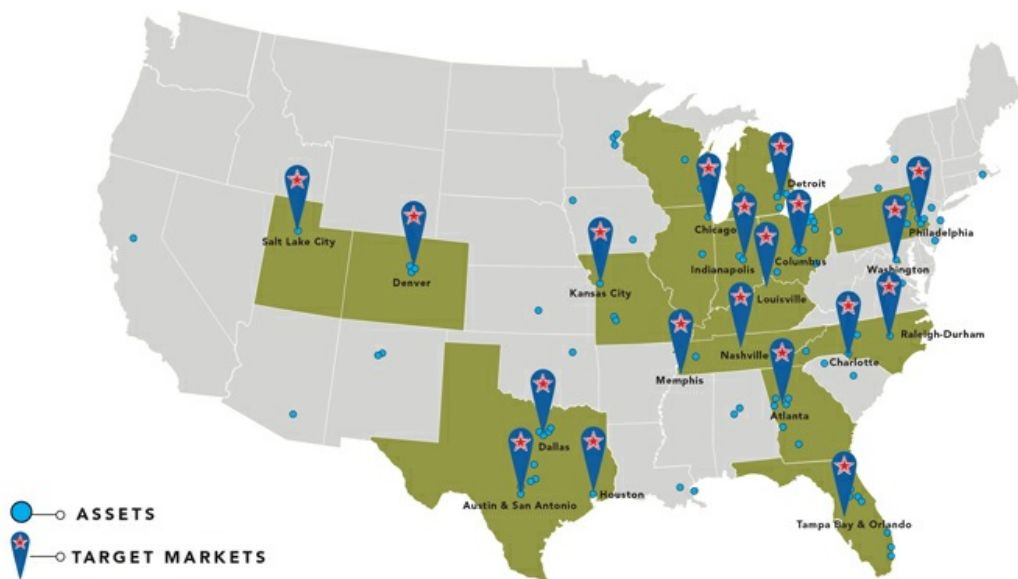 Detroit
Salt Lake City
Chicago
Philadelphia
Denver
Indianapolis
Columbus
Washington
Kansas City
Louisville
Raleigh-Durham
Nashville
Charlotte
Memphis
Atlanta
Dallas
Austin & San Antonio
Houston
Tampa Bay & Orlando
ASSETS
TARGET MARKETS